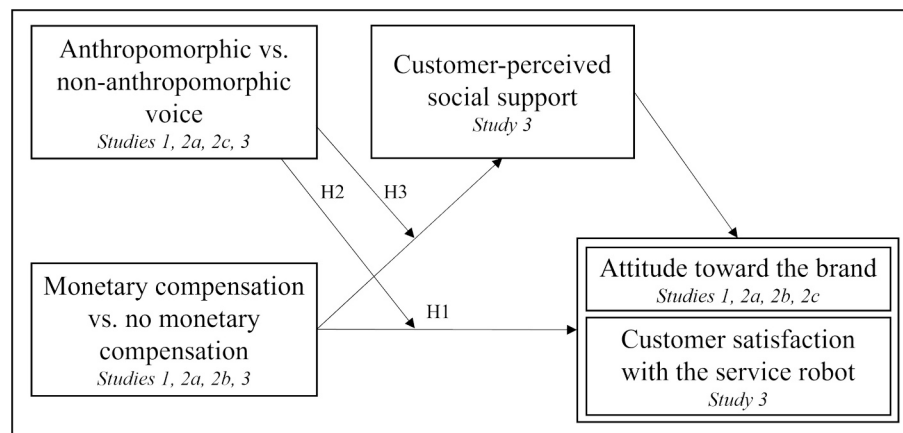 Anthropomorphic vs.
non-anthropomorphic
voice
Studies 1, 2a, 2c, 3
Customer-perceived
social support
Study 3
H2
H3
Monetary compensation
vs. no monetary
compensation
Studies 1, 2a, 2b, 3
H1
Attitude toward the brand
Studies 1, 2a, 2b, 2c
Customer satisfaction
with the service robot
Study 3